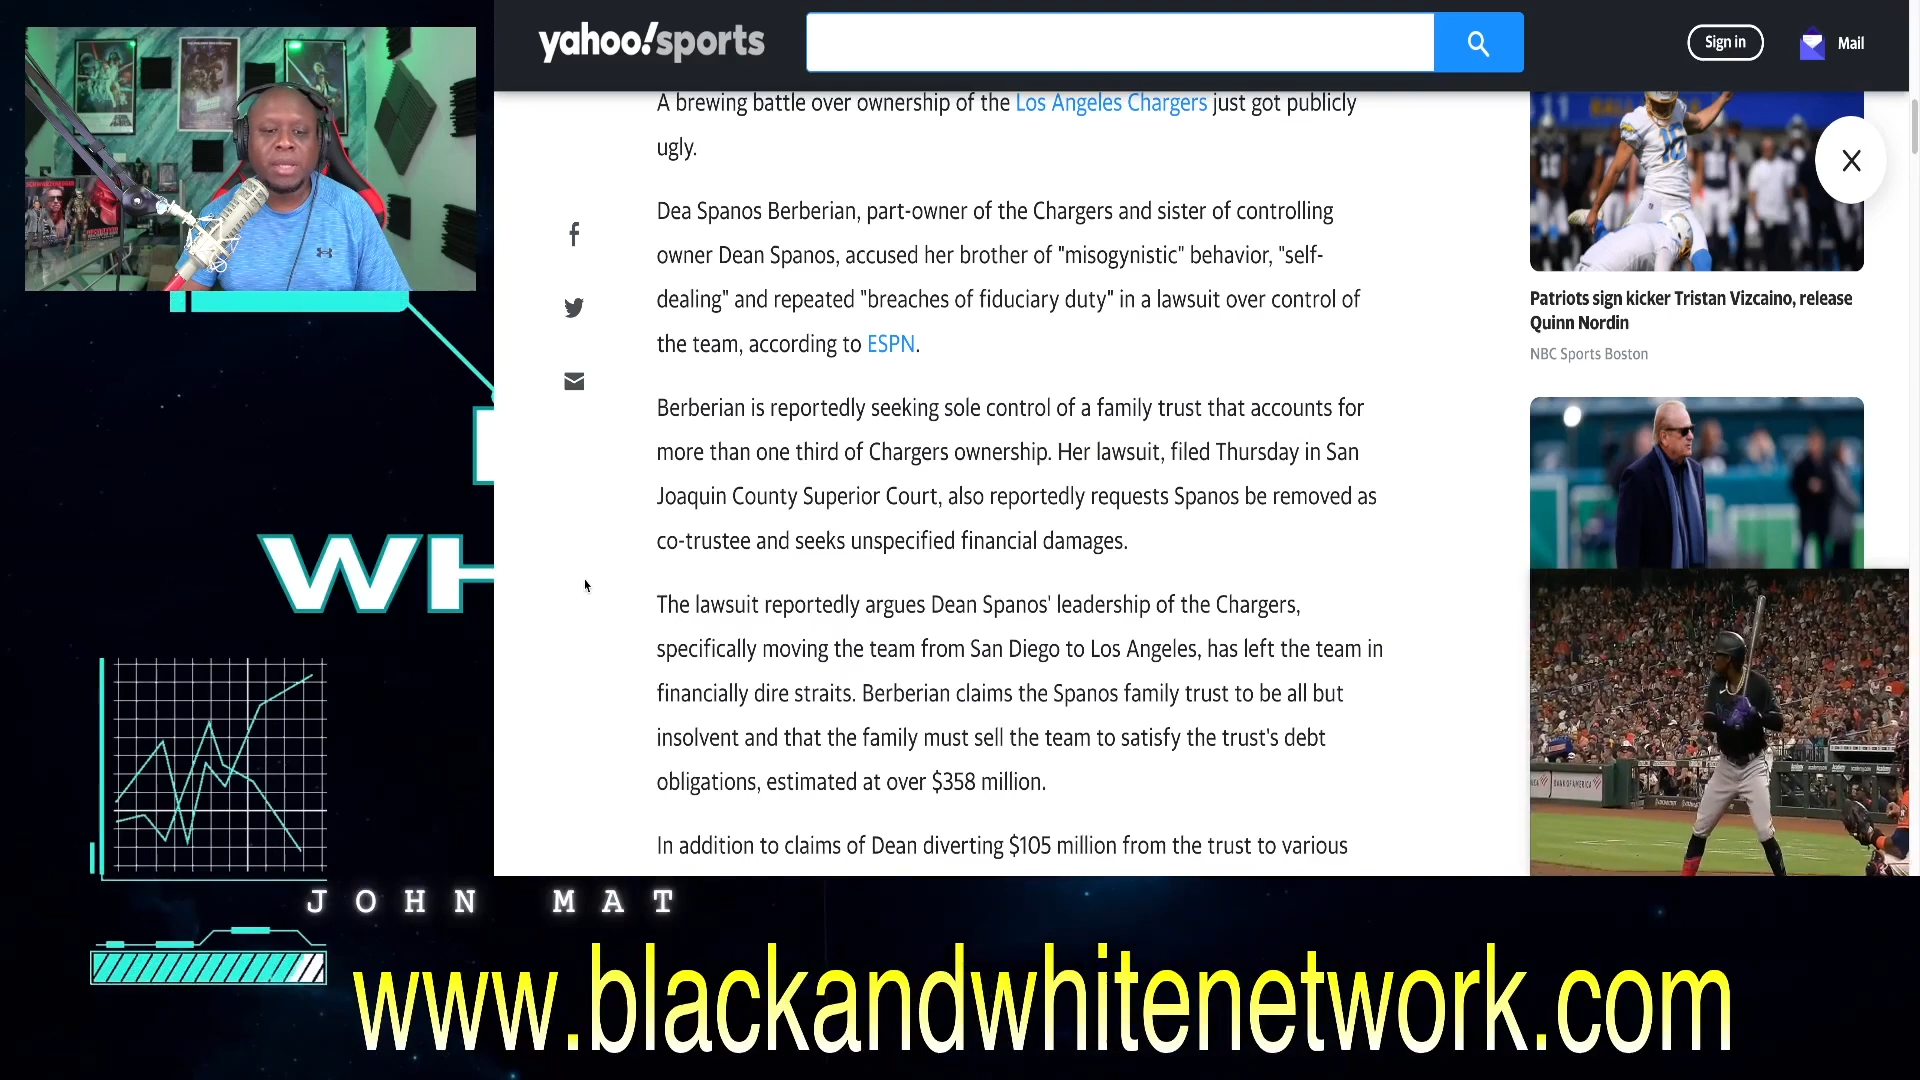 yahoo!sports
Sign in
Mail
A brewing battle over ownership of the Los Angeles Chargers just got publicly
ugly.
Dea Spanos Berberian, part-owner of the Chargers and sister of controlling
owner Dean Spanos, accused her brother of "misogynistic" behavior, "self-
dealing" and repeated "breaches of fiduciary duty" in a lawsuit over control of
the team, according to ESPN.
Berberian is reportedly seeking sole control of a family trust that accounts for
more than one third of Chargers ownership. Her lawsuit, filed Thursday in San
Joaquin County Superior Court, also reportedly requests Spanos be removed as
co-trustee and seeks unspecified financial damages.
The lawsuit reportedly argues Dean Spanos' leadership of the Chargers,
specifically moving the team from San Diego to Los Angeles, has left the team in
financially dire straits. Berberian claims the Spanos family trust to be all but
insolvent and that the family must sell the team to satisfy the trust's debt
obligations, estimated at over $358 million.
In addition to claims of Dean diverting $105 million from the trust to various
Patriots sign kicker Tristan Vizcaino, release
Quinn Nordin
NBC Sports Boston
WH
JOHN MAT
www.blackandwhitenetwork.com